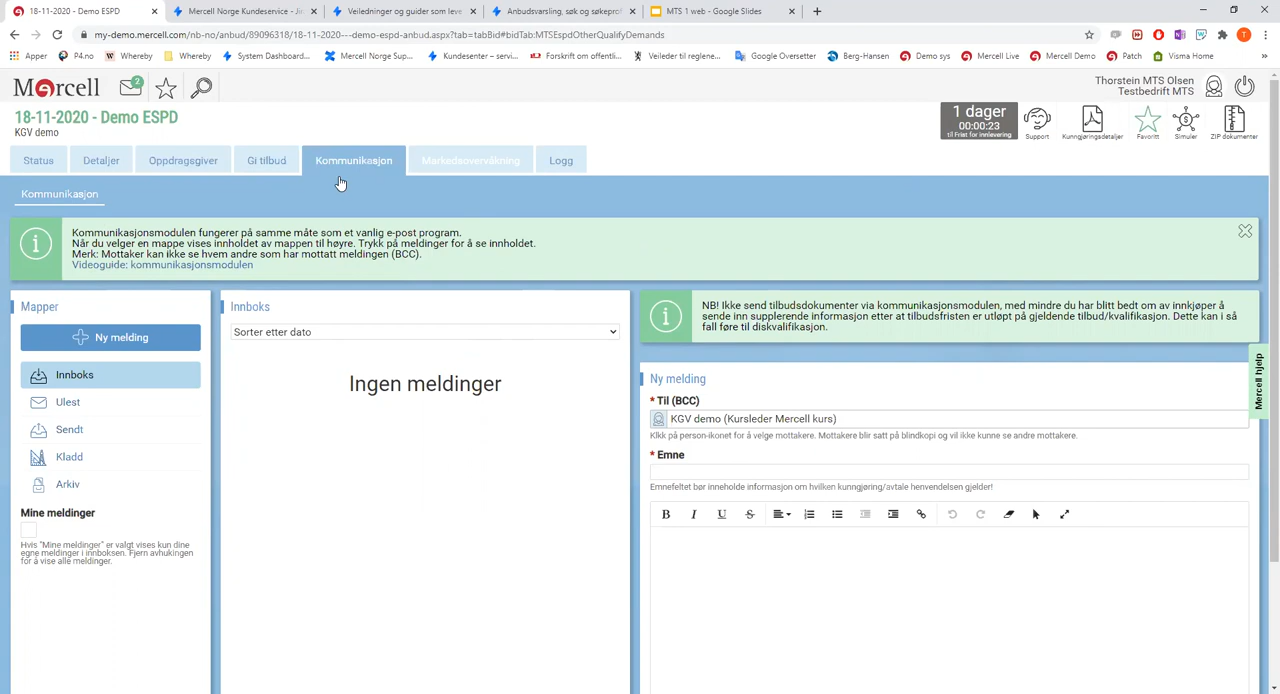 18-11-2020 - Demo ESPD
Mercell Norge Kundeservice - Jir
Veiledninger og guider som leve
Anbudsvarsling, søk og søkeprof
MTS 1 web - Google Slides
my-demo.mercell.com/nb-no/anbud/89096318/18-11-2020---demo-espd-anbud.aspx?tab=tabBid#bidTab:MTSEspdOtherQualifyDemands
Apper
P4.no
Whereby
Whereby
System Dashboar...
Mercell Norge Sup...
Kundesenter – servi...
Forskrift om offentl...
Veileder til reglene...
Google Oversetter
Berg-Hansen
Demo sys
Mercell Live
Mercell Demo
Patch
Visma Home
Mercell
2
Thorstein MTS Olsen
Testbedrift MTS
18-11-2020 - Demo ESPD
KGV demo
1 dager
00:00:23
til Frist for innlevering
Support
Kunngjøringsdetaljer
Favoritt
Simuler
ZIP dokumenter
Status
Detaljer
Oppdragsgiver
Gi tilbud
Kommunikasjon
Markedsovervåkning
Logg
Kommunikasjon
Kommunikasjonsmodulen fungerer på samme måte som et vanlig e-post program.
Når du velger en mappe vises innholdet av mappen til høyre. Trykk på meldinger for å se innholdet.
Merk: Mottaker kan ikke se hvem andre som har mottatt meldingen (BCC).
Videoguide: kommunikasjonsmodulen
Mapper
Ny melding
Innboks
Ulest
Sendt
Kladd
Arkiv
Mine meldinger
Hvis "Mine meldinger" er valgt vises kun dine
egne meldinger i innboksen. Fjern avhukingen
for å vise alle meldinger.
Innboks
Sorter etter dato
Ingen meldinger
NB! Ikke send tilbudsdokumenter via kommunikasjonsmodulen, med mindre du har blitt bedt om av innkjøper å
sende inn supplerende informasjon etter at tilbudsfristen er utløpt på gjeldende tilbud/kvalifikasjon. Dette kan i så
fall føre til diskvalifikasjon.
Mercell hjelp
Ny melding
* Til (BCC)
KGV demo (Kursleder Mercell kurs)
Klkk på person-ikonet for å velge mottakere. Mottakere blir satt på blindkopi og vil ikke kunne se andre mottakere.
* Emne
Emnefeltet bør inneholde informasjon om hvilken kunngjøring/avtale henvendelsen gjelder!
B I U S